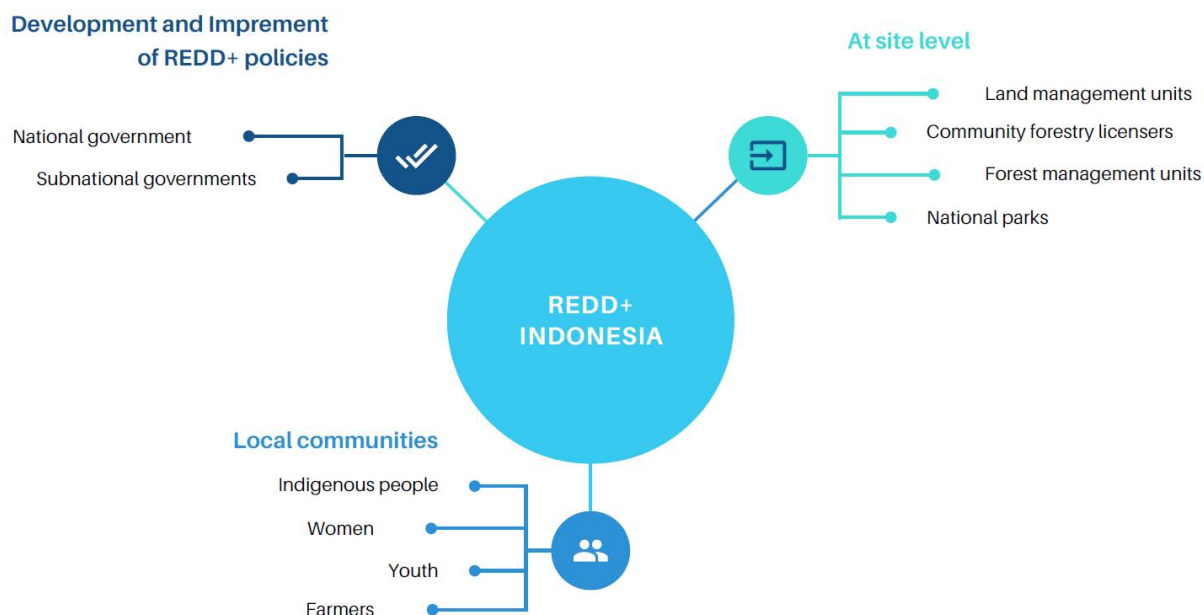 Development and Imprement
of REDD+ policies
National government
Subnational governments
At site level
Land management units
Community forestry licensers
Forest management units
National parks
REDD+
INDONESIA
Local communities
Indigenous people
Women
Youth
Farmers